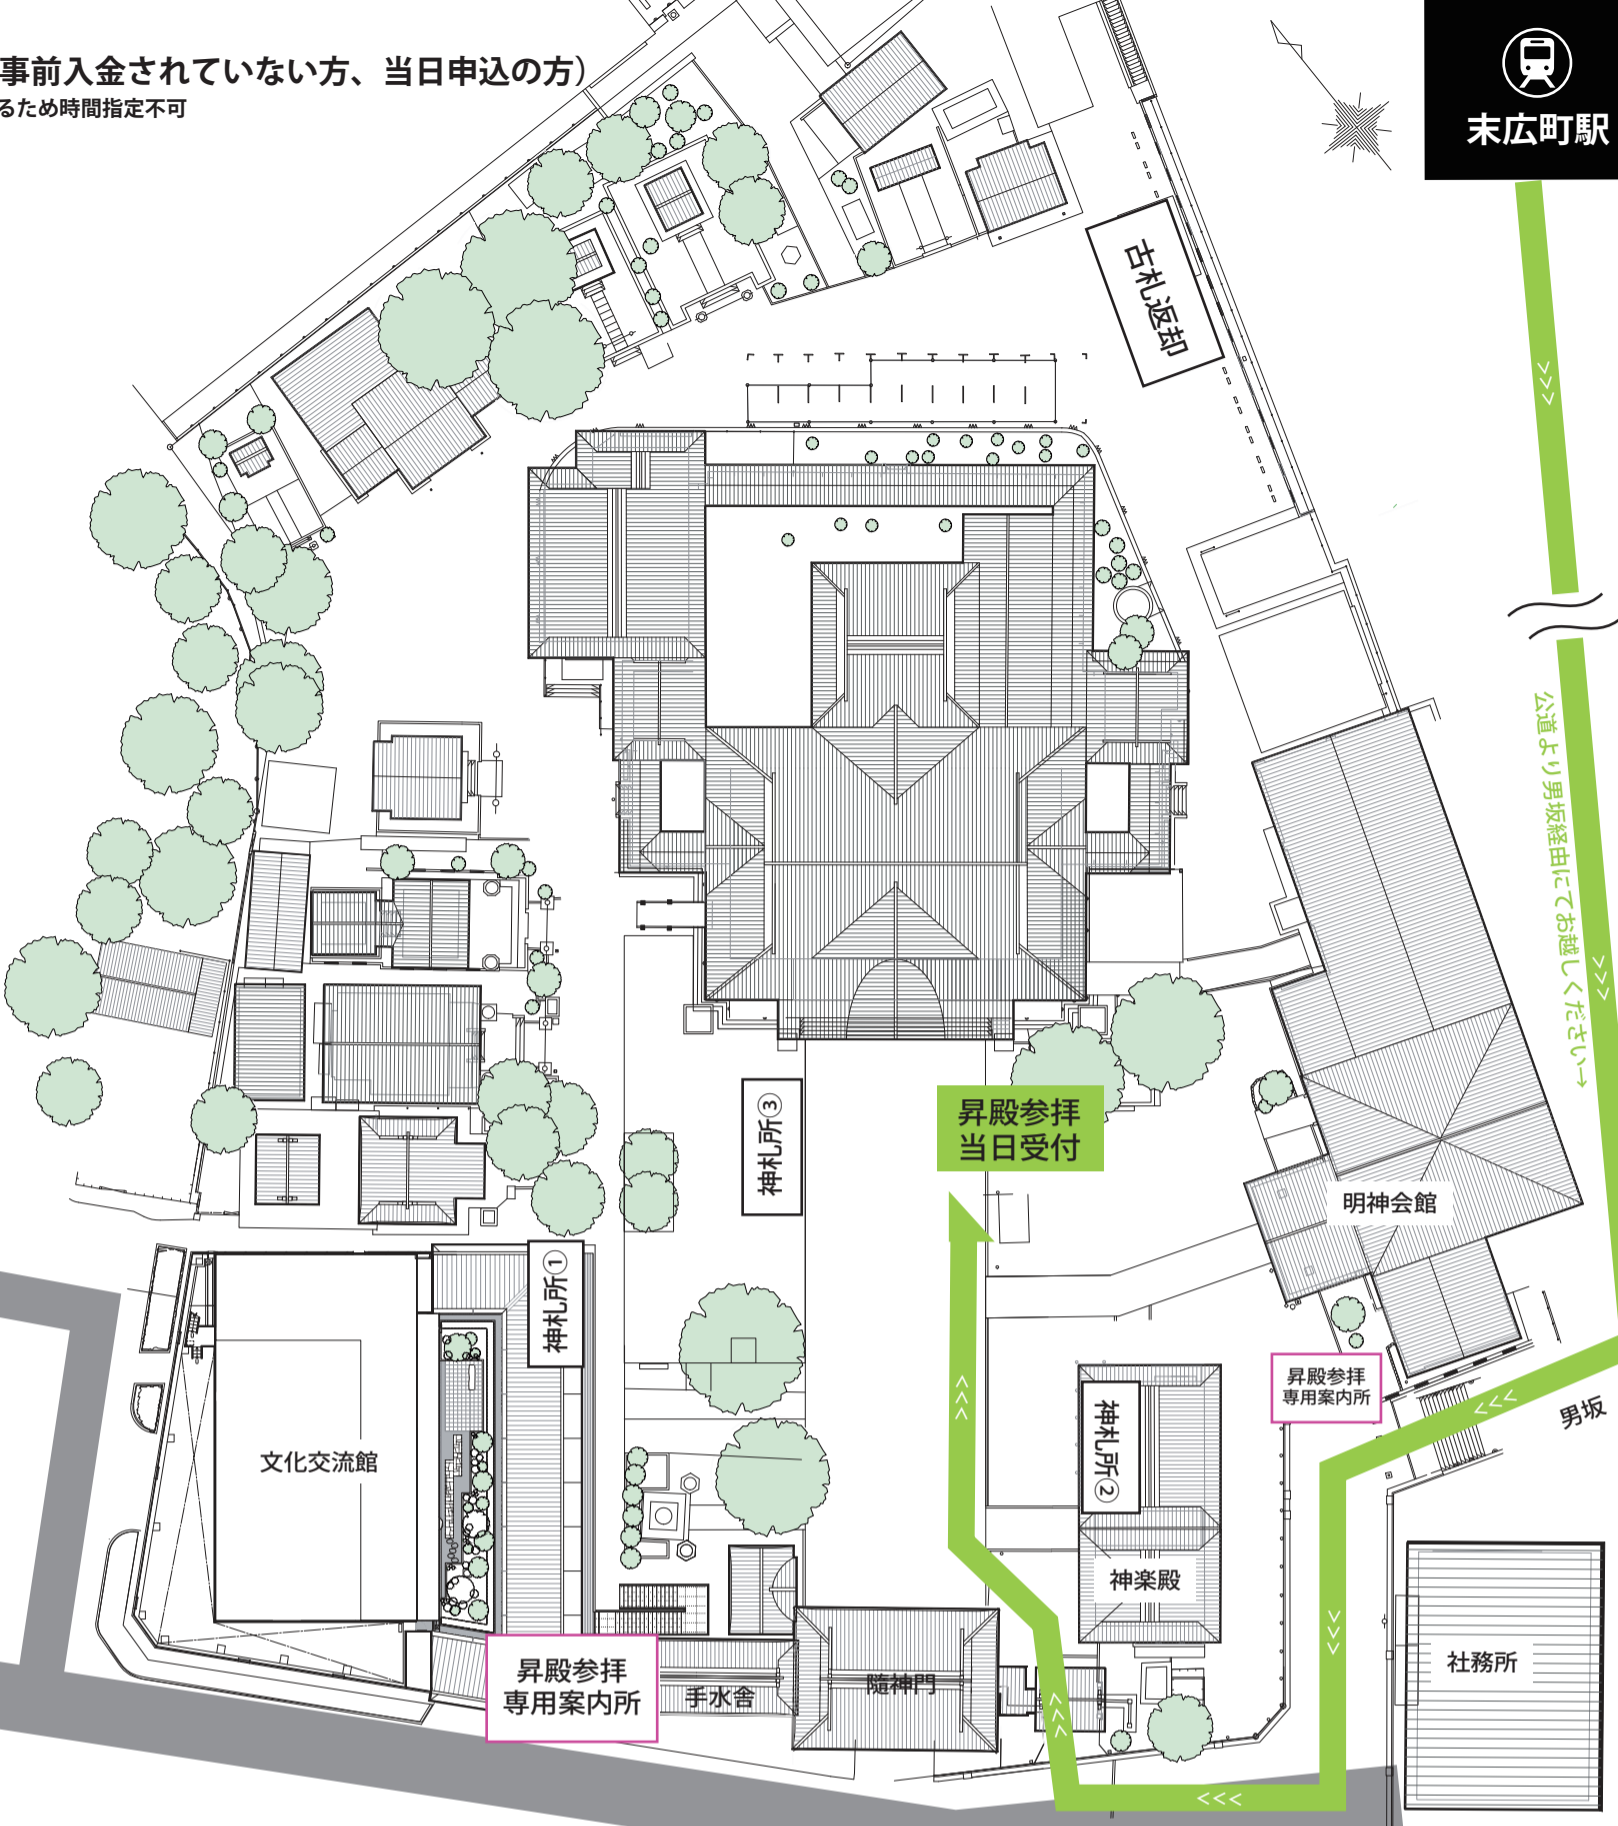 事前入金されていない方、当日申込の方）
るため時間指定不可
末広町駅
古札返却
公道より男坂経由にてお越しください→
昇殿参拝
当日受付
神札所③
明神会館
神札所①
昇殿参拝
専用案内所
男坂
神札所②
文化交流館
神楽殿
社務所
昇殿参拝
専用案内所
手水舎
隨神門